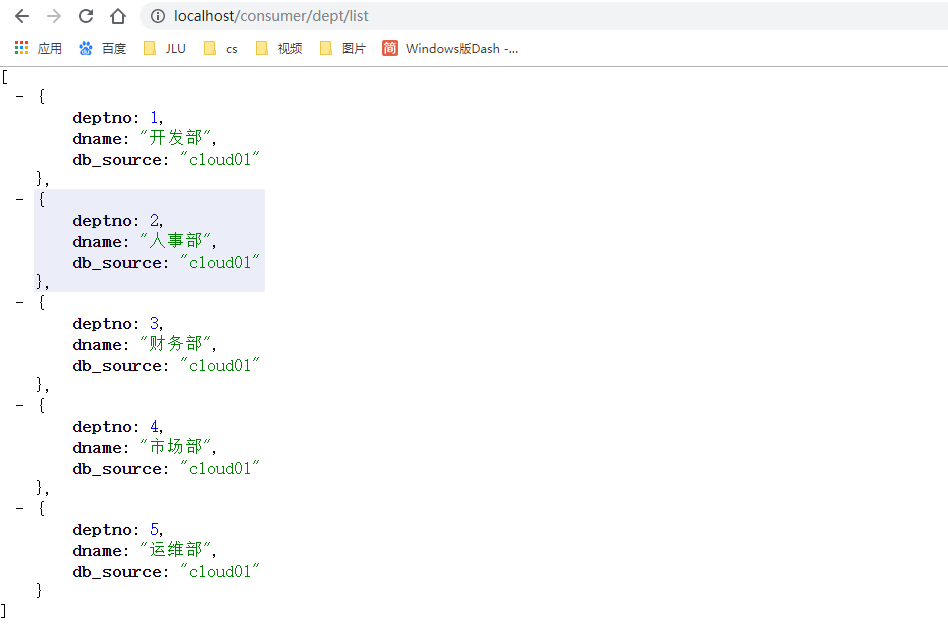 localhost/consumer/dept/list
应用 百度 JLU cs 视频 图片 简 Windows版Dash -...
[
- {
deptno: 1,
dname: "开发部",
db_source: "cloud01"
},
- {
deptno: 2,
dname: "人事部",
db_source: "cloud01"
},
- {
deptno: 3,
dname: "财务部",
db_source: "cloud01"
},
- {
deptno: 4,
dname: "市场部",
db_source: "cloud01"
},
- {
deptno: 5,
dname: "运维部",
db_source: "cloud01"
}
]